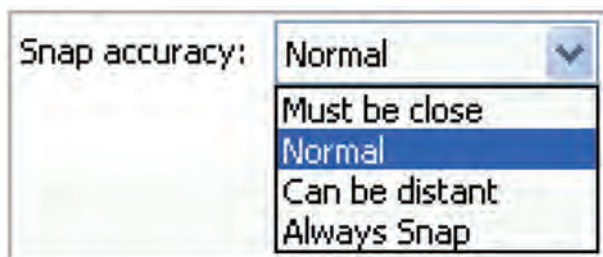 Snap accuracy: Normal
Must be close
Normal
Can be distant
Always Snap